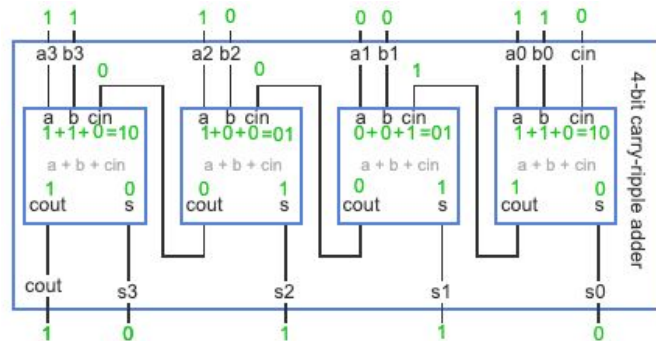 1 1 1 0 0 0 1 1 0
a3 b3 a2 b2 a1 b1 a0 b0 cin
0 0 1
a b cin a b cin a b cin a b cin
1+1+0=10 1+0+0=01 0+0+1=01 1+1+0=10
a + b + cin a + b + cin a + b + cin a + b + cin
1 0 0 1 0 1 1 0
cout s cout s cout s cout s
cout s3 s2 s1 s0
1 0 1 1 0
4-bit carry-ripple adder